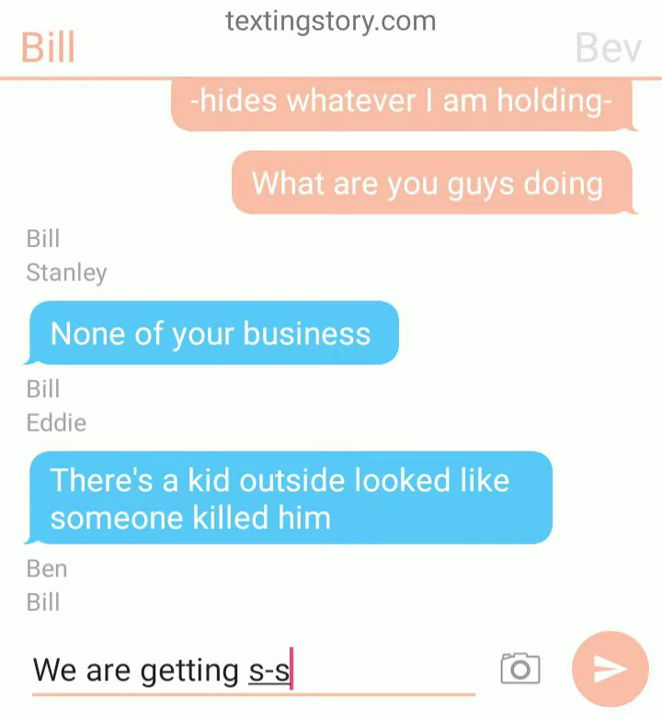 textingstory.com
Bill
Bev
-hides whatever I am holding-
What are you guys doing
Bill
Stanley
None of your business
Bill
Eddie
There's a kid outside looked like
someone killed him
Ben
Bill
We are getting s-s